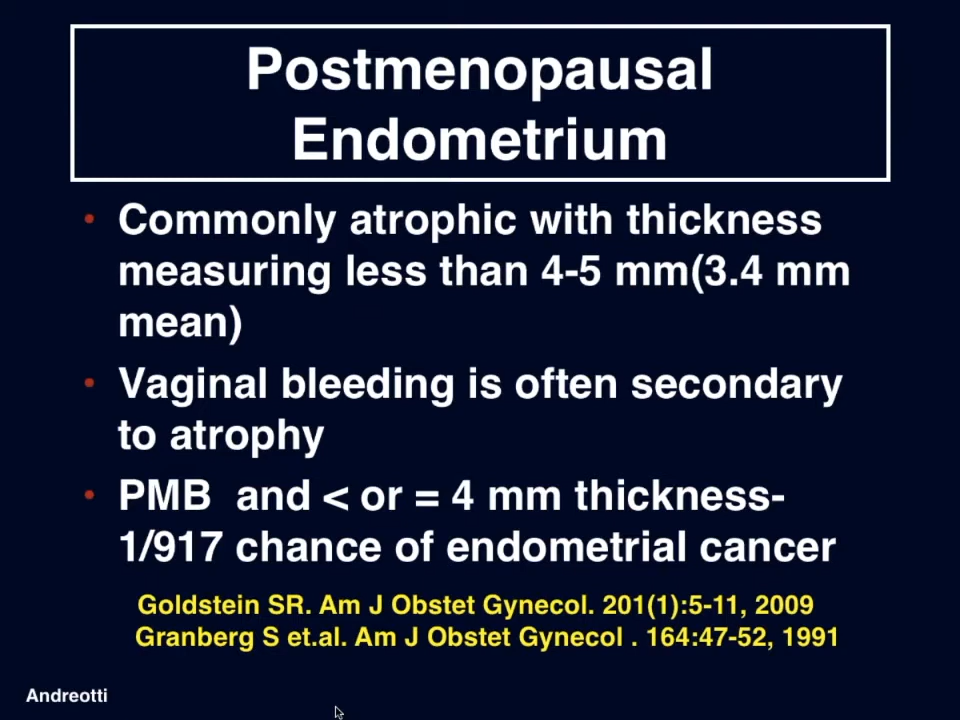 Postmenopausal
Endometrium
• Commonly atrophic with thickness
measuring less than 4-5 mm(3.4 mm
mean)
• Vaginal bleeding is often secondary
to atrophy
• PMB  and < or = 4 mm thickness-
1/917 chance of endometrial cancer
Goldstein SR. Am J Obstet Gynecol. 201(1):5-11, 2009
Granberg S et.al. Am J Obstet Gynecol . 164:47-52, 1991
Andreotti